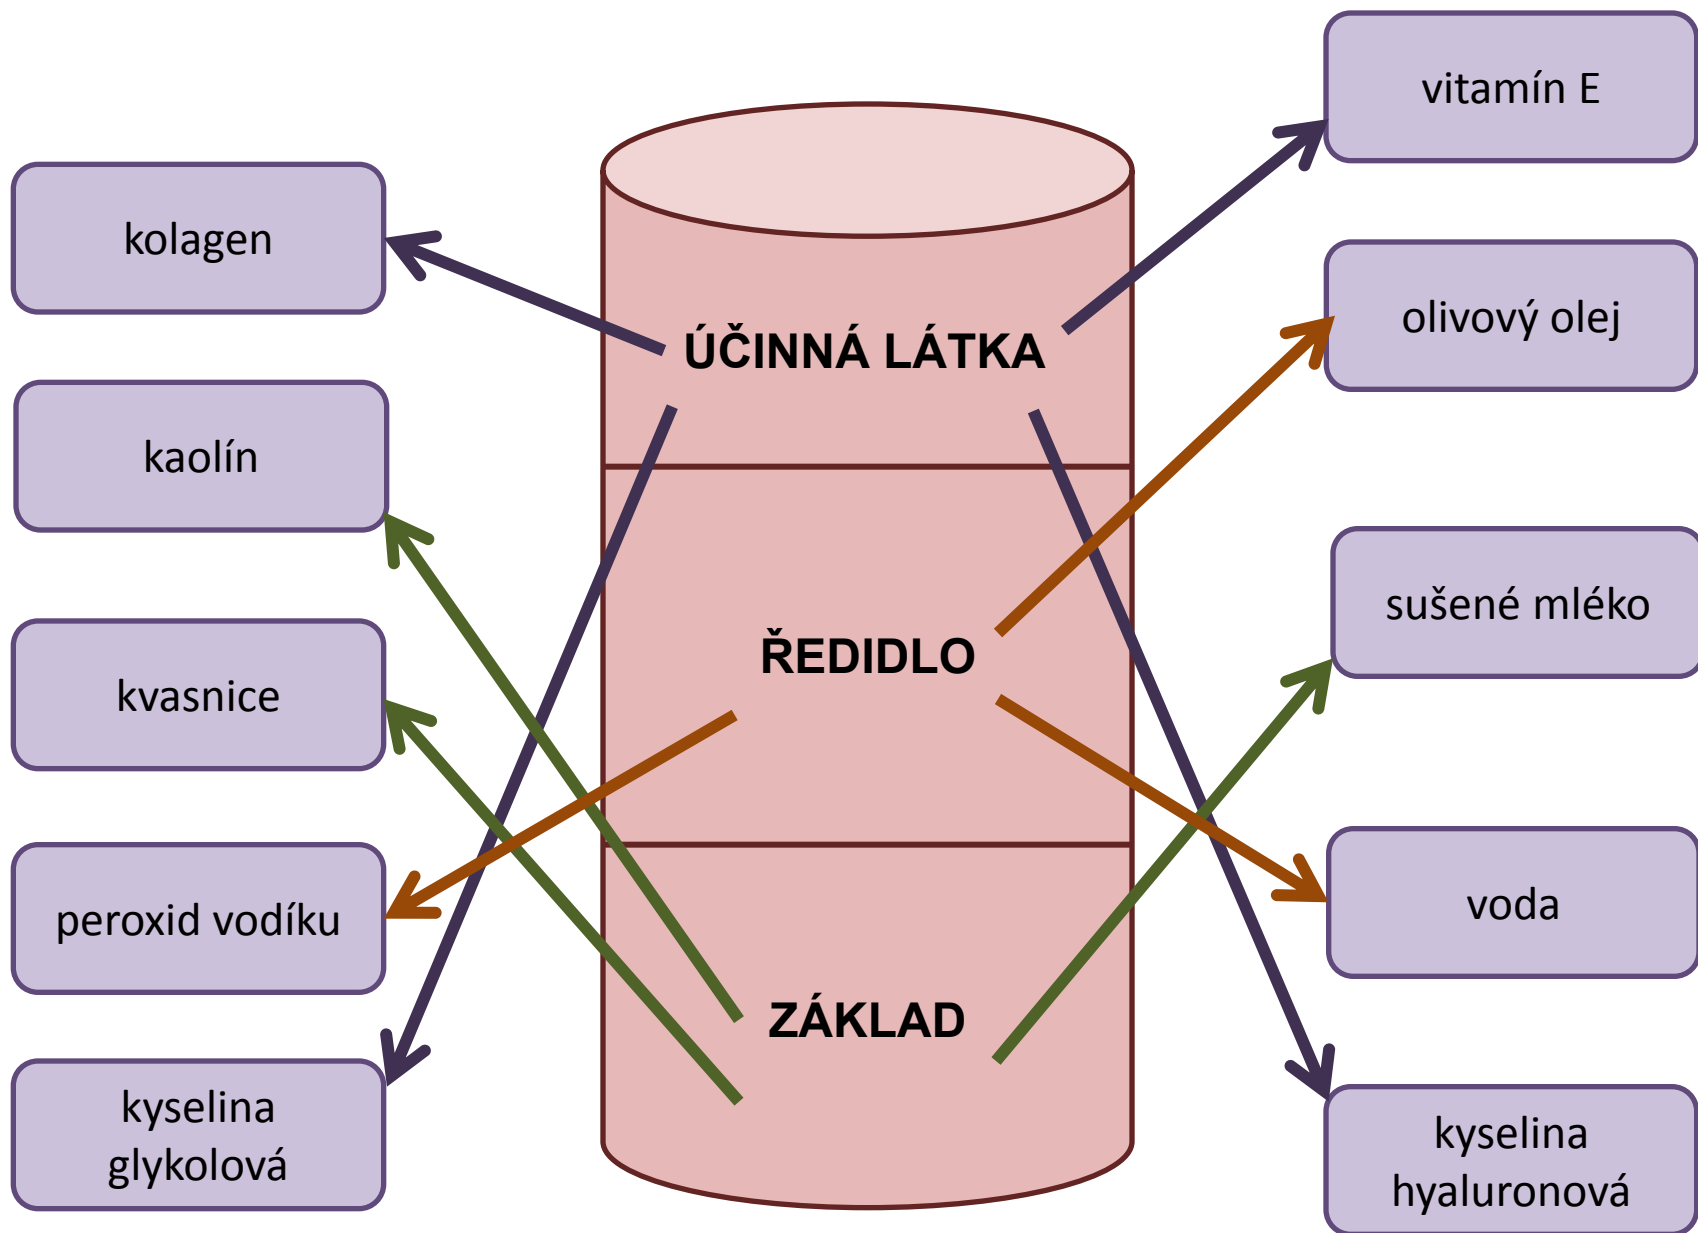 kolagen
kaolín
kvasnice
peroxid vodíku
kyselina
glykolová
ÚČINNÁ LÁTKA
ŘEDIDLO
ZÁKLAD
vitamín E
olivový olej
sušené mléko
voda
kyselina
hyaluronová